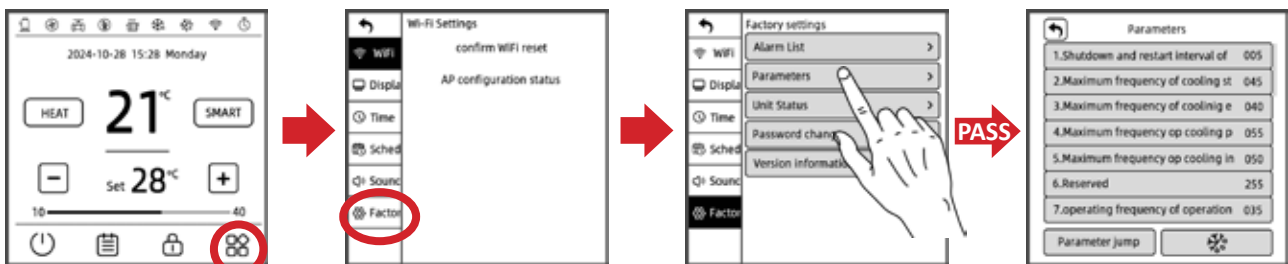 2024-10-28 15:28 Monday
HEAT
21°C
SMART
Set 28°C
10
40
Wi-Fi Settings
WiFi
confirm WIFI reset
Displa
AP configuration status
Time
Sched
Sounc
Factor
Factory settings
WiFi
Alarm List >
Displa
Parameters >
Time
Unit Status >
Sched
Password chang
Sounc
Version informatio
Factor
PASS
Parameters
1.Shutdown and restart interval of 005
2.Maximum frequency of cooling st 045
3.Maximum frequency of coolinig e 040
4.Maximum frequency op cooling p 055
5.Maximum frequency op cooling in 050
6.Reserved 255
7.operating frequency of operation 035
Parameter jump